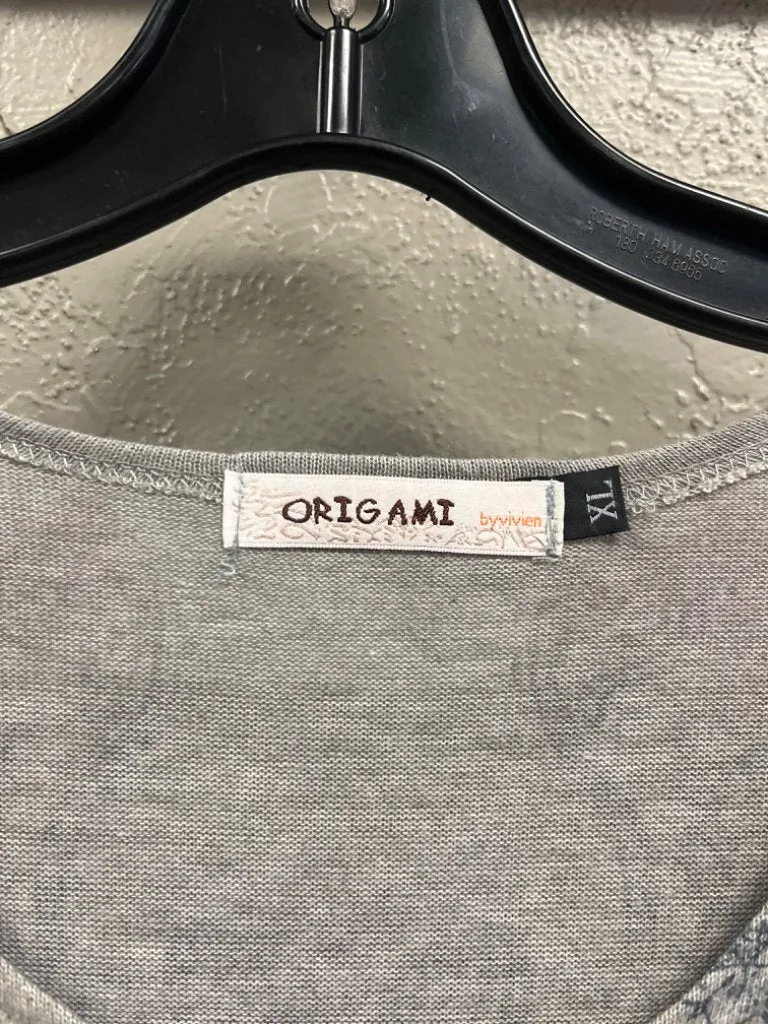 ROBERT H. HAM ASSOC
ORIGAMI byvivien
XL